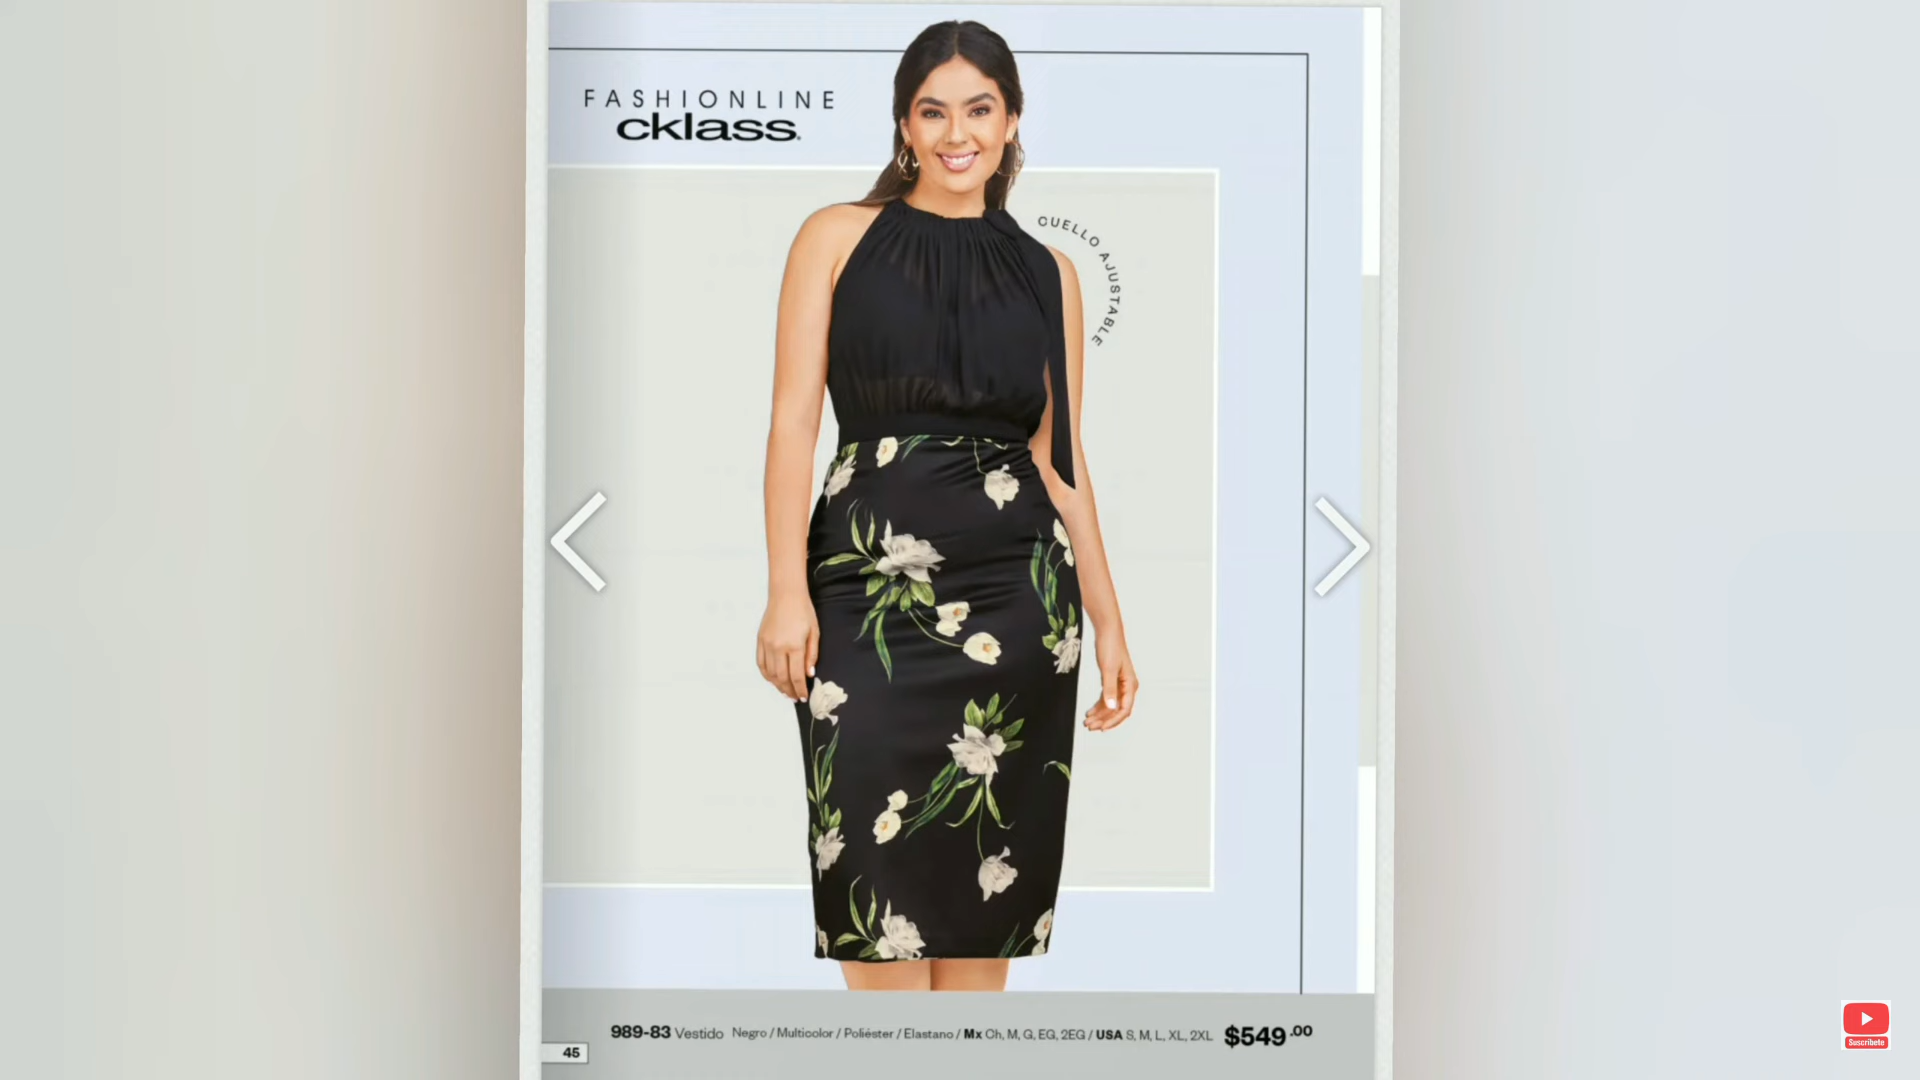 FASHIONLINE
cklass.
CUELLO AJUSTABLE
989-83 Vestido Negro / Multicolor / Poliéster / Elastano / Mx Ch, M, G, EG, 2EG / USA S, M, L, XL, 2XL $549.00
45
Suscríbete